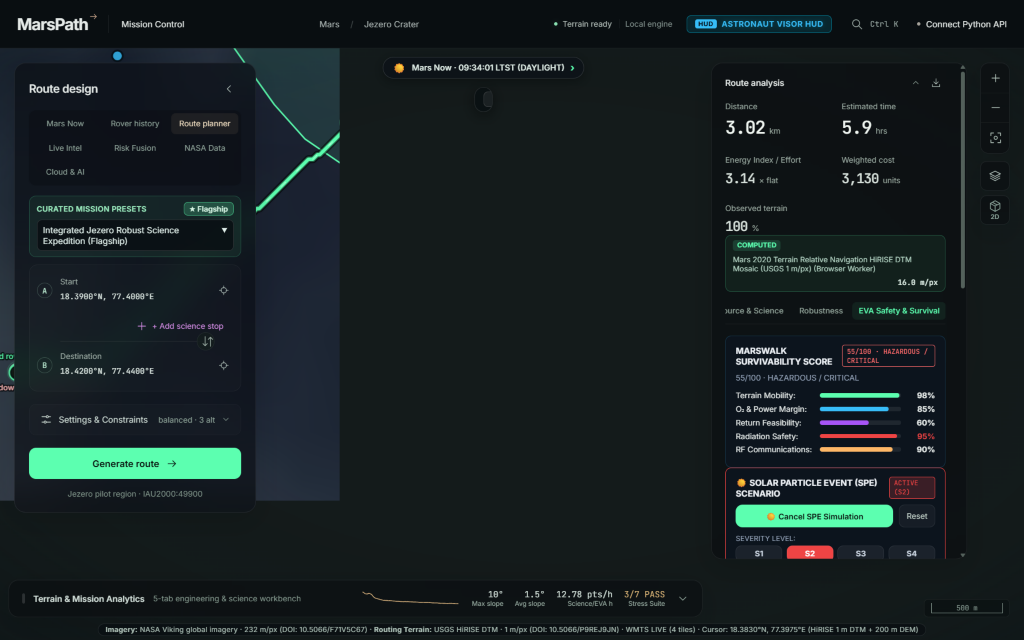 MarsPath
Mission Control
Mars / Jezero Crater
Terrain ready
Local engine
HUD ASTRONAUT VISOR HUD
Ctrl K
Connect Python API
Mars Now · 09:34:01 LTST (DAYLIGHT) ›
Route design
Mars Now
Rover history
Route planner
Live Intel
Risk Fusion
NASA Data
Cloud & AI
CURATED MISSION PRESETS
★ Flagship
Integrated Jezero Robust Science
Expedition (Flagship)
A
Start
18.3900°N, 77.4000°E
+ Add science stop
B
Destination
18.4200°N, 77.4400°E
Settings & Constraints
balanced · 3 alt
Generate route →
Jezero pilot region · IAU2000:49900
d ro
dow
Route analysis
Distance
3.02 km
Estimated time
5.9 hrs
Energy Index / Effort
3.14 × flat
Weighted cost
3,130 units
Observed terrain
100 %
COMPUTED
Mars 2020 Terrain Relative Navigation HiRISE DTM
Mosaic (USGS 1 m/px) (Browser Worker)
16.0 m/px
ource & Science
Robustness
EVA Safety & Survival
MARSWALK
SURVIVABILITY SCORE
55/100 · HAZARDOUS /
CRITICAL
55/100 · HAZARDOUS / CRITICAL
Terrain Mobility: 98%
O₂ & Power Margin: 85%
Return Feasibility: 60%
Radiation Safety: 95%
RF Communications: 90%
SOLAR PARTICLE EVENT (SPE)
SCENARIO
ACTIVE
(S2)
Cancel SPE Simulation
Reset
SEVERITY LEVEL:
S1
S2
S3
S4
2D
Terrain & Mission Analytics
5-tab engineering & science workbench
10°
Max slope
1.5°
Avg slope
12.78 pts/h
Science/EVA h
3/7 PASS
Stress Suite
500 m
Imagery: NASA Viking global imagery · 232 m/px (DOI: 10.5066/F71V5C67) · Routing Terrain: USGS HiRISE DTM · 1 m/px (DOI: 10.5066/P9REJ9JN) · WMTS LIVE (4 tiles) · Cursor: 18.3830°N, 77.3975°E (HiRISE 1 m DTM + 200 m DEM)